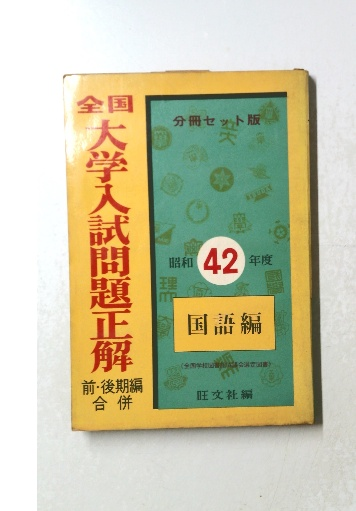 全国
大学入試問題正解
前・後期編
合併
分冊セット版
昭和 42 年度
国語編
旺文社編